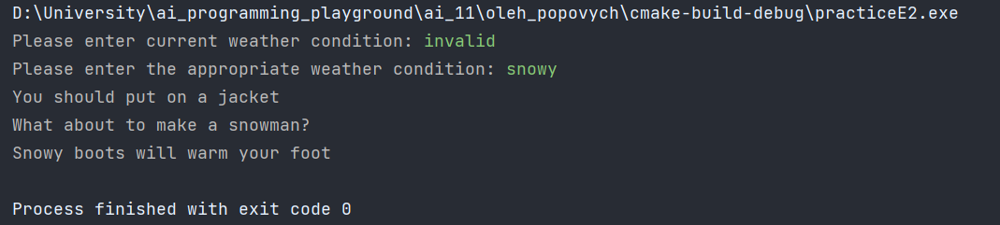 D:\University\ai_programming_playground\ai_11\oleh_popovych\cmake-build-debug\practiceE2.exe
Please enter current weather condition: invalid
Please enter the appropriate weather condition: snowy
You should put on a jacket
What about to make a snowman?
Snowy boots will warm your foot
Process finished with exit code 0